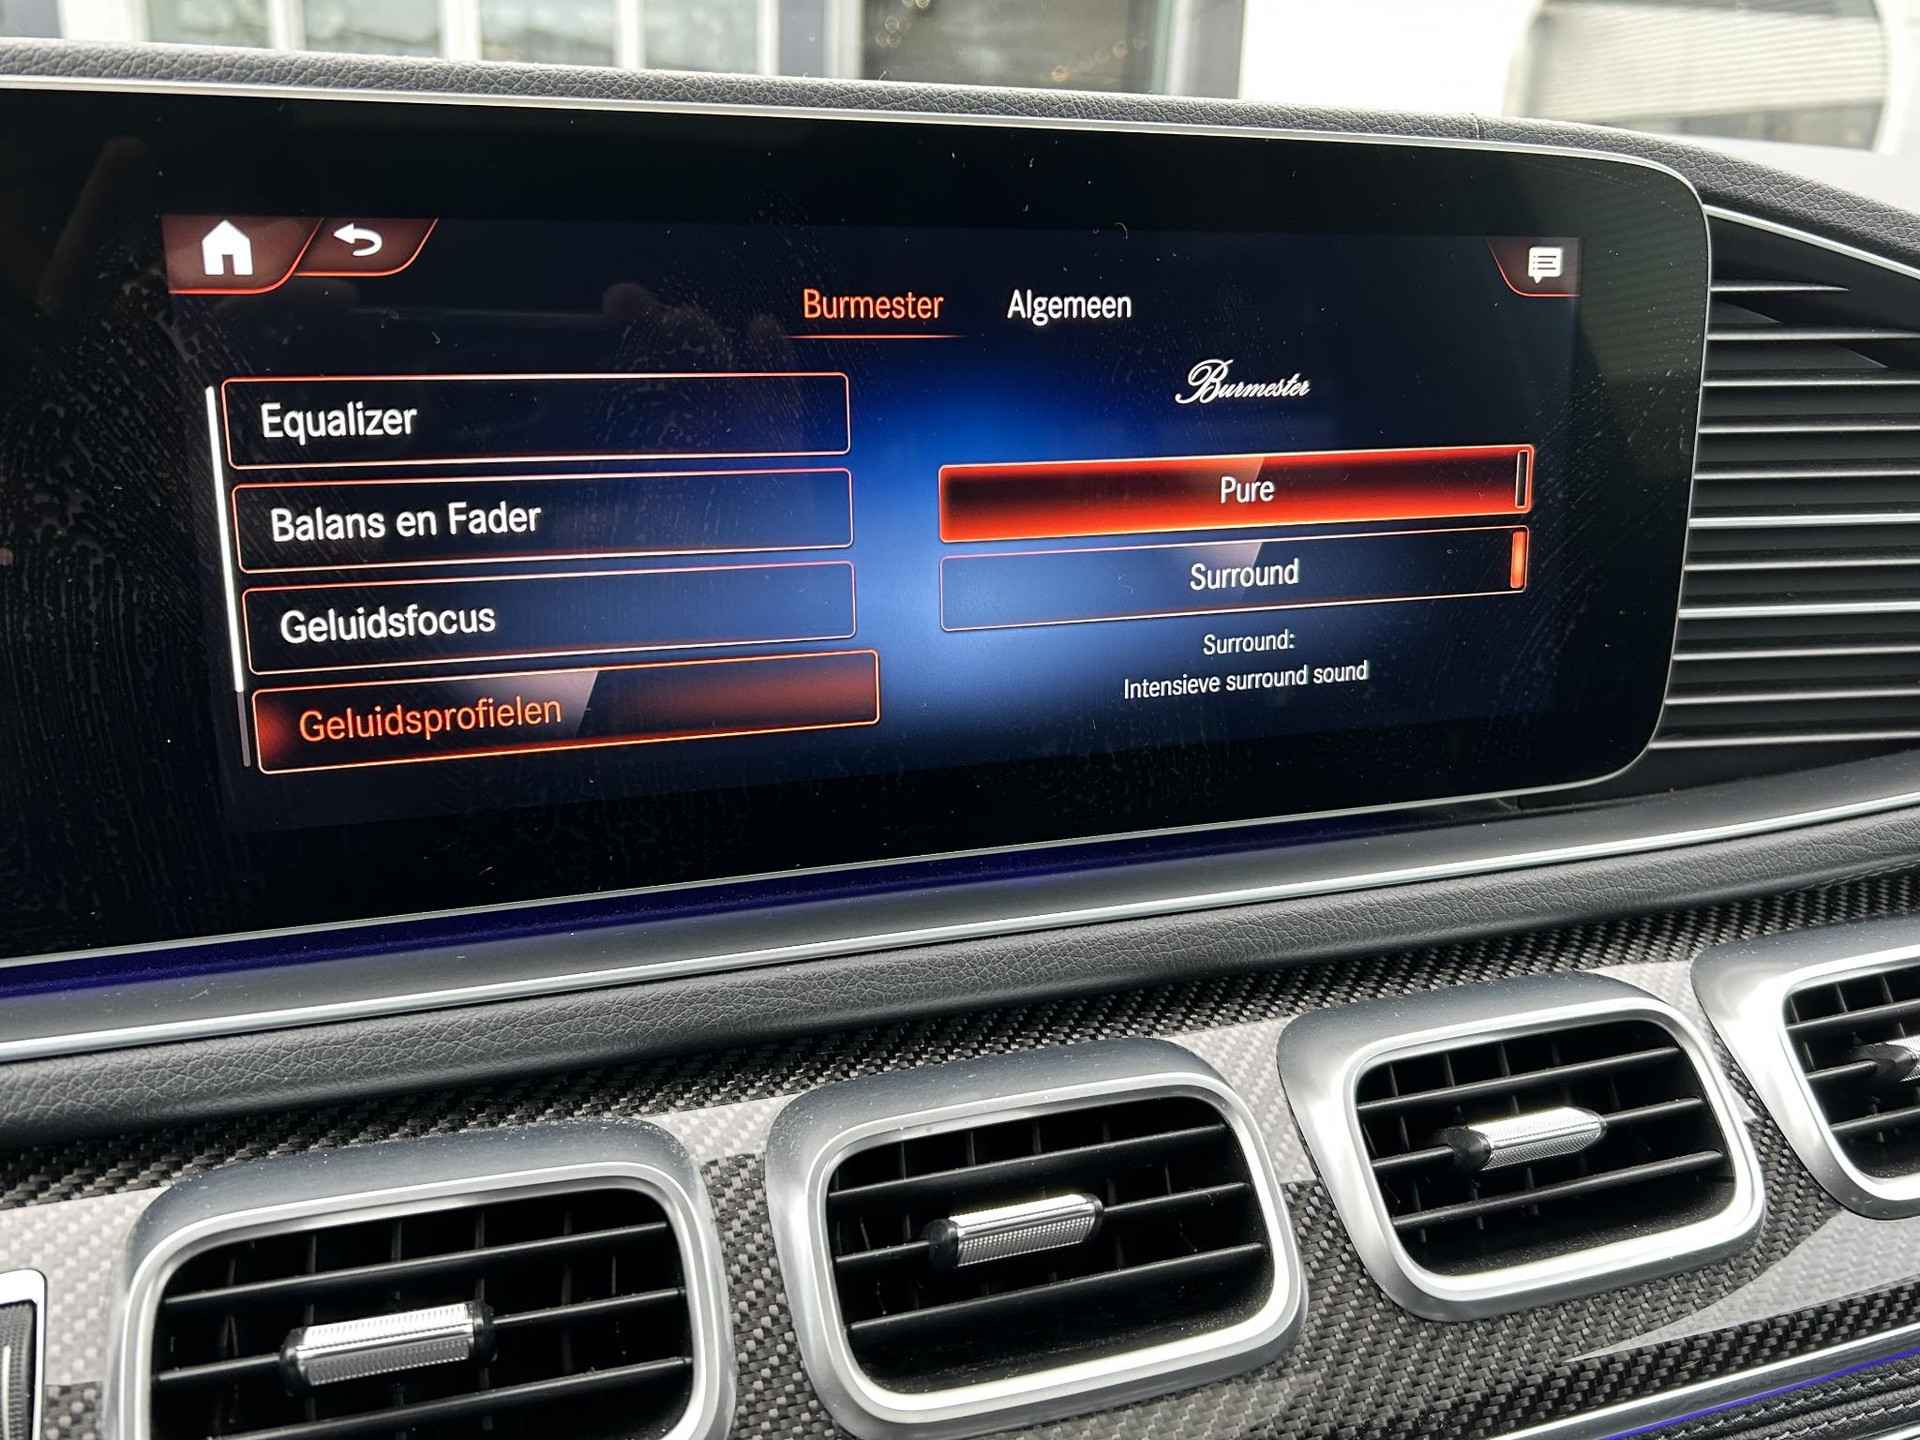 Burmester Algemeen
Burmester
Equalizer
Balans en Fader
Geluidsfocus
Geluidsprofielen
Pure
Surround
Surround:
Intensieve surround sound